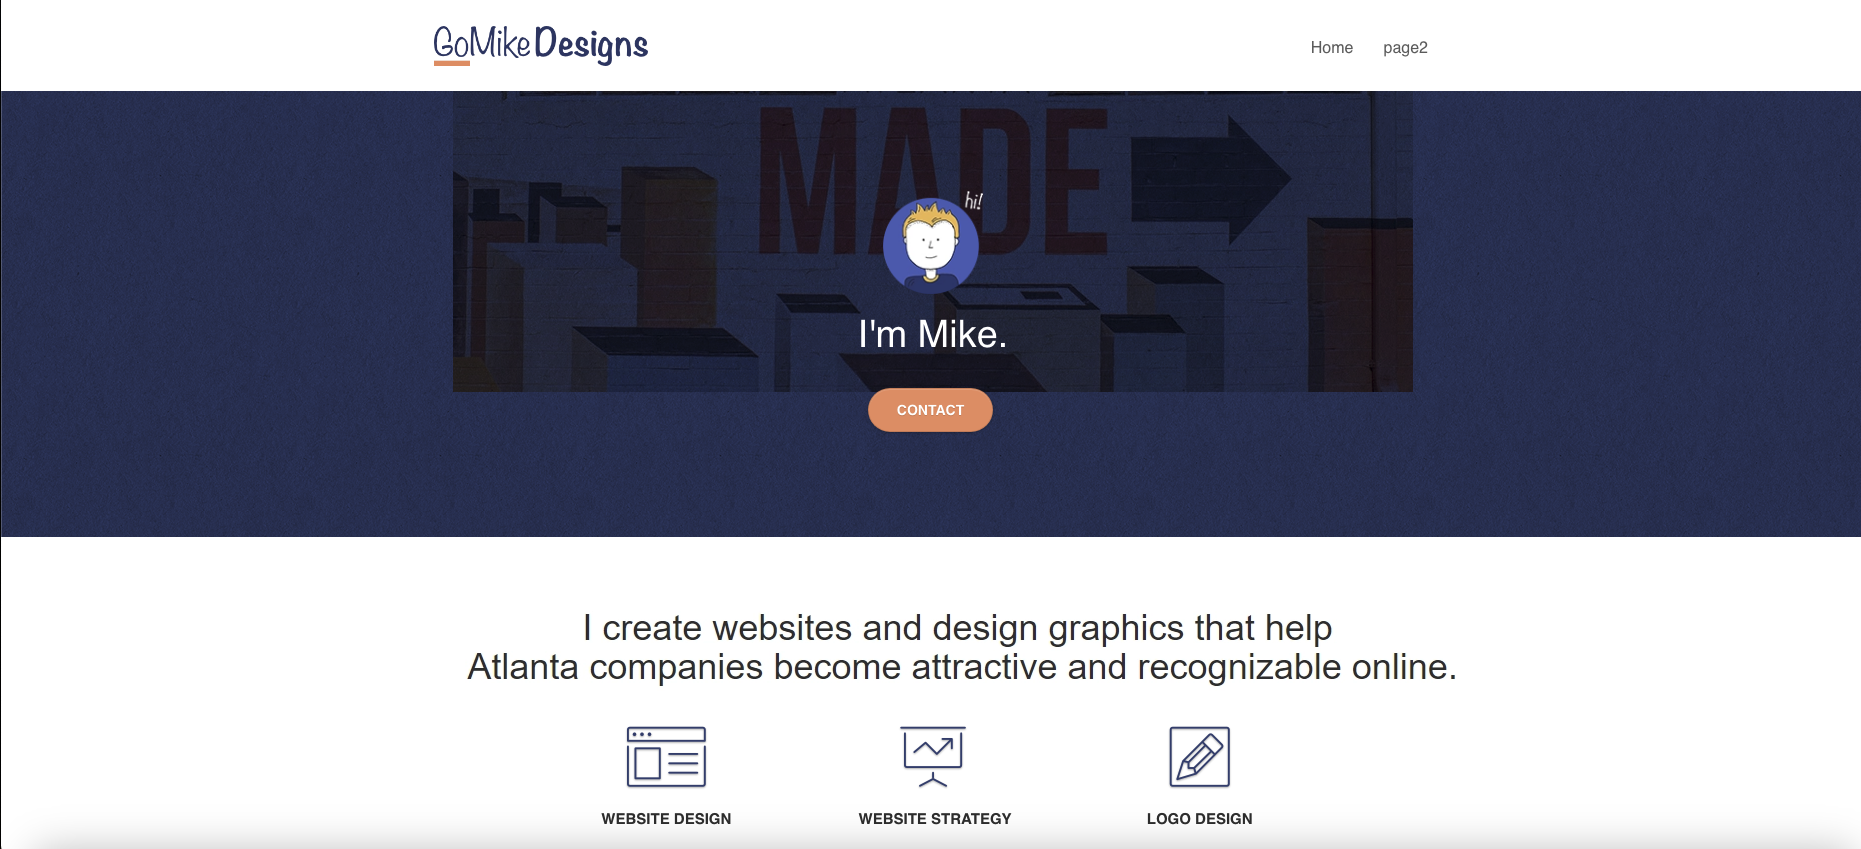 GoMikeDesigns
Home page2
MADE
hi!
I'm Mike.
CONTACT
I create websites and design graphics that help
Atlanta companies become attractive and recognizable online.
WEBSITE DESIGN WEBSITE STRATEGY LOGO DESIGN